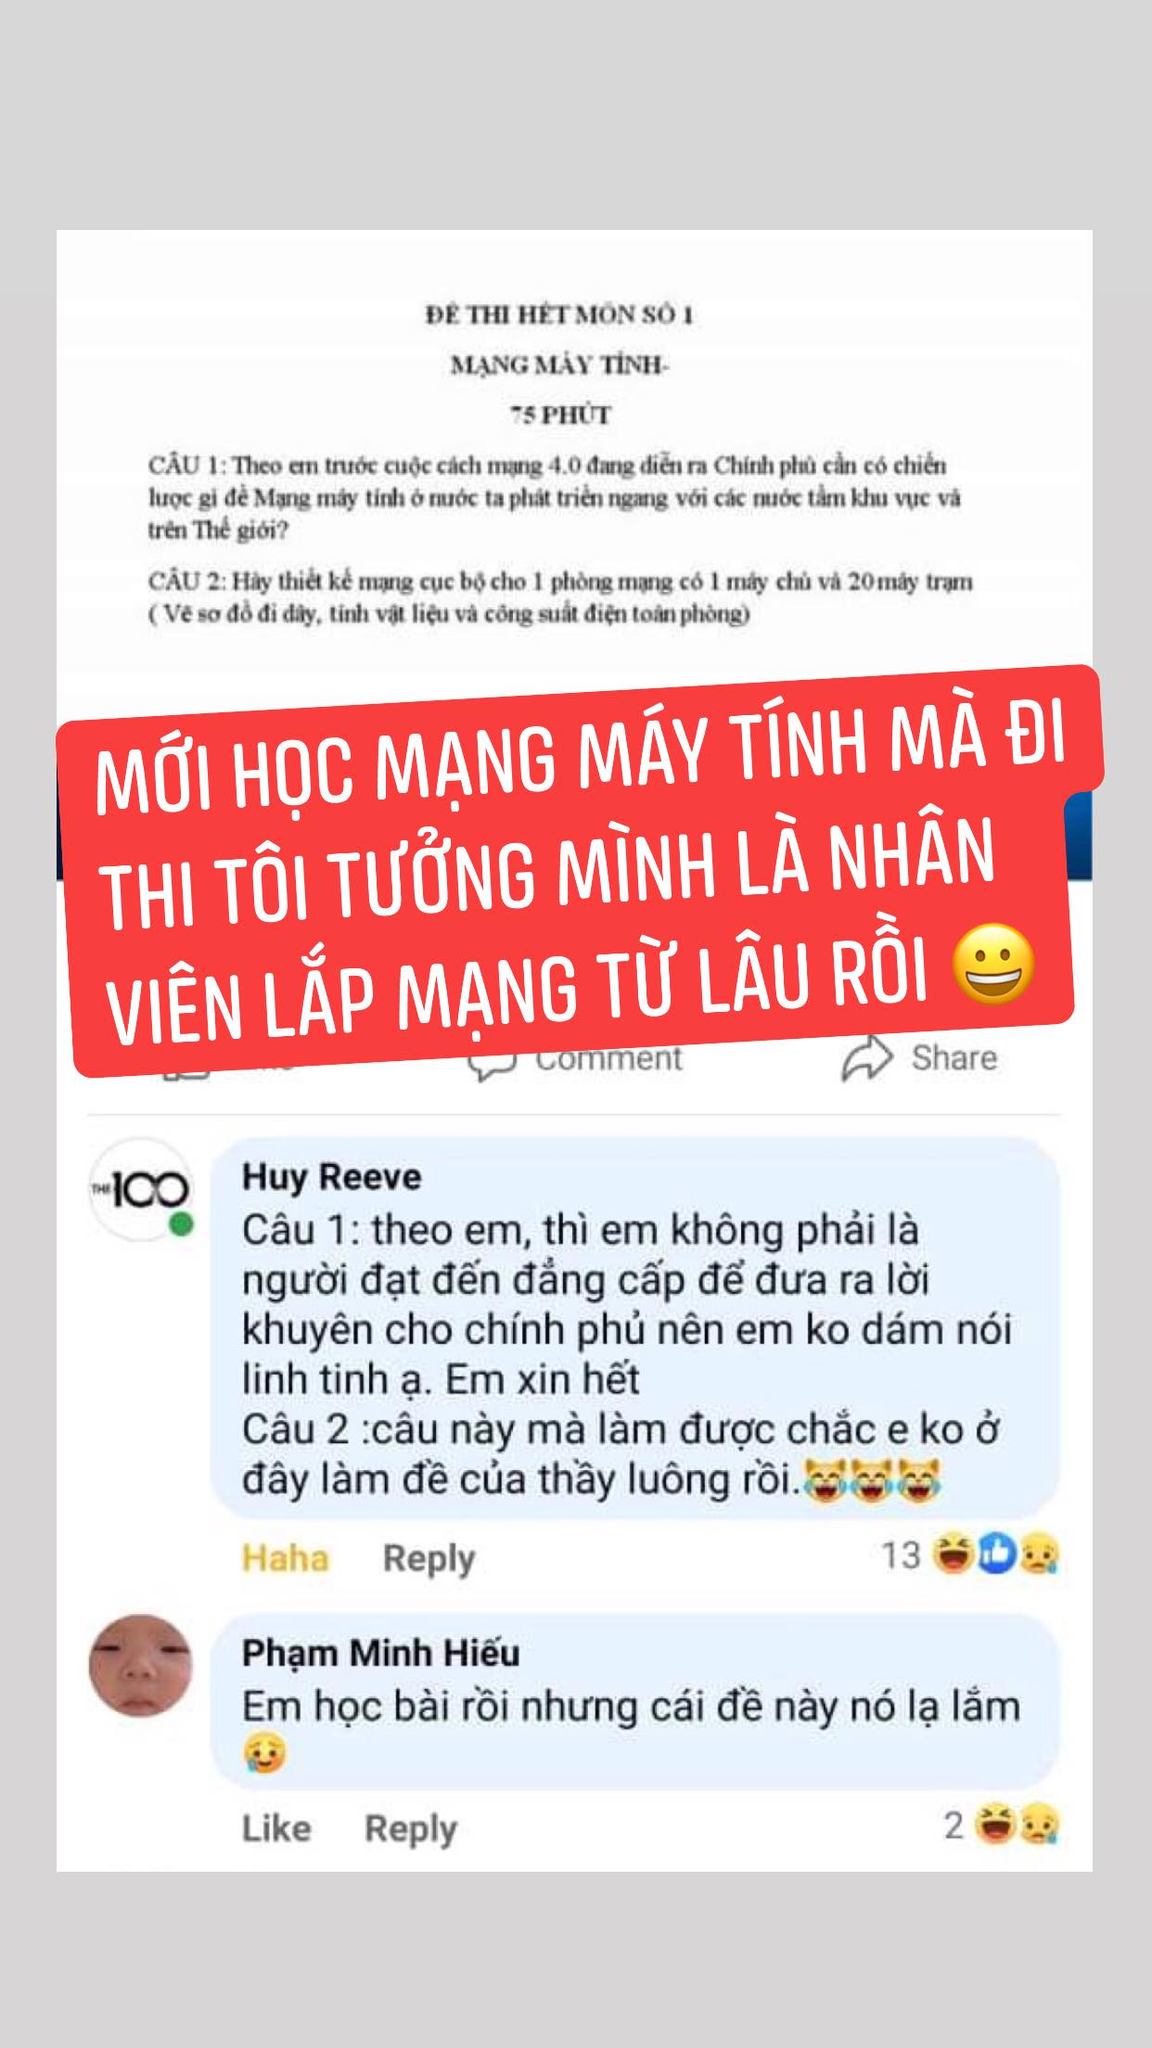 ĐỀ THI HẾT MÔN SỐ 1
MẠNG MÁY TÍNH-
75 PHÚT
CÂU 1: Theo em trước cuộc cách mạng 4.0 đang diễn ra Chính phủ cần có chiến
lược gì để Mạng máy tính ở nước ta phát triển ngang với các nước tầm khu vực và
trên Thế giới?
CÂU 2: Hãy thiết kế mạng cục bộ cho 1 phòng mạng có 1 máy chủ và 20 máy trạm
( Vẽ sơ đồ đi dây, tính vật liệu và công suất điện toàn phòng)
MỚI HỌC MẠNG MÁY TÍNH MÀ ĐI
THI TÔI TƯỞNG MÌNH LÀ NHÂN
VIÊN LẮP MẠNG TỪ LÂU RỒI 😀
Comment Share
THE 100
Huy Reeve
Câu 1: theo em, thì em không phải là
người đạt đến đẳng cấp để đưa ra lời
khuyên cho chính phủ nên em ko dám nói
linh tinh ạ. Em xin hết
Câu 2 :câu này mà làm được chắc e ko ở
đây làm đề của thầy luông rồi.😹😹😹
Haha Reply 13
Phạm Minh Hiếu
Em học bài rồi nhưng cái đề này nó lạ lắm
🥲
Like Reply 2